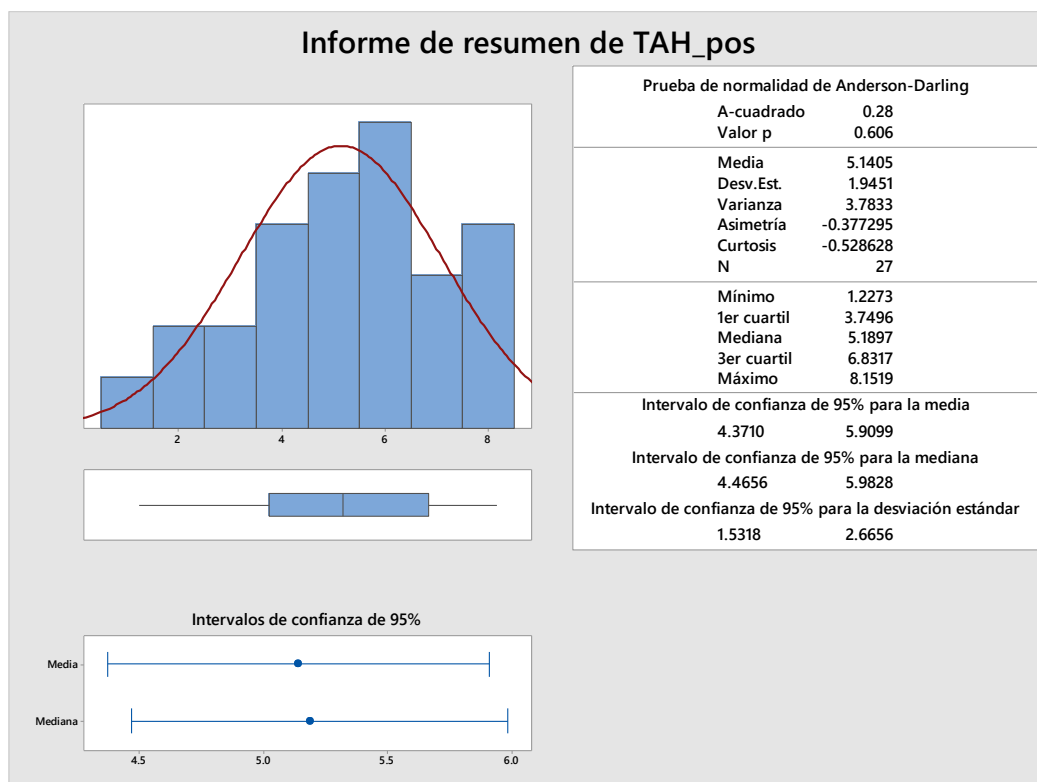 Informe de resumen de TAH_pos
2 4 6 8
Intervalos de confianza de 95%
Media
Mediana
4.5 5.0 5.5 6.0
Prueba de normalidad de Anderson-Darling
A-cuadrado 0.28
Valor p 0.606
Media 5.1405
Desv.Est. 1.9451
Varianza 3.7833
Asimetría -0.377295
Curtosis -0.528628
N 27
Mínimo 1.2273
1er cuartil 3.7496
Mediana 5.1897
3er cuartil 6.8317
Máximo 8.1519
Intervalo de confianza de 95% para la media
4.3710 5.9099
Intervalo de confianza de 95% para la mediana
4.4656 5.9828
Intervalo de confianza de 95% para la desviación estándar
1.5318 2.6656